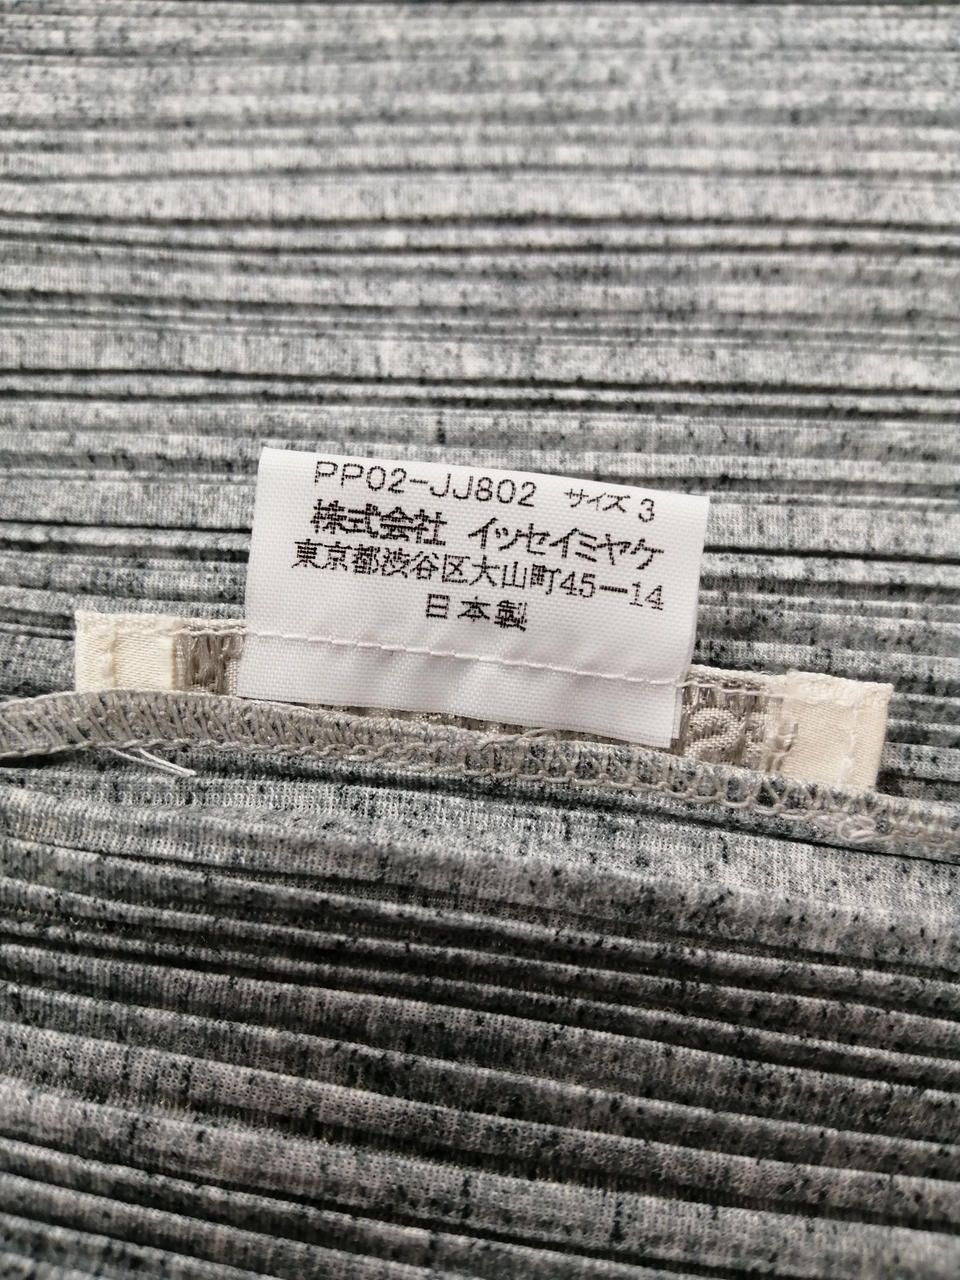 PP02-JJ802 サイズ 3
株式会社 イッセイミヤケ
東京都渋谷区大山町45-14
日本製